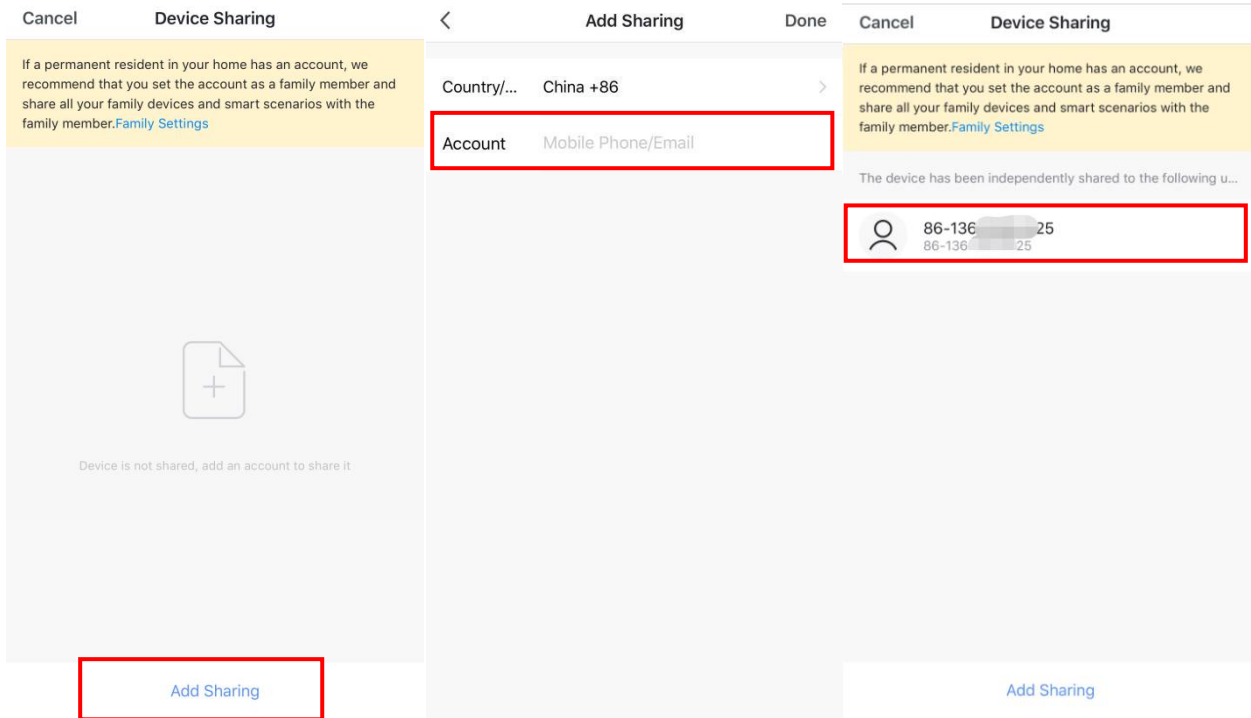 Cancel Device Sharing
If a permanent resident in your home has an account, we
recommend that you set the account as a family member and
share all your family devices and smart scenarios with the
family member.Family Settings
Device is not shared, add an account to share it
Add Sharing
Add Sharing Done
Country/... China +86
Account Mobile Phone/Email
Cancel Device Sharing
If a permanent resident in your home has an account, we
recommend that you set the account as a family member and
share all your family devices and smart scenarios with the
family member.Family Settings
The device has been independently shared to the following u...
86-136 25
86-136 25
Add Sharing